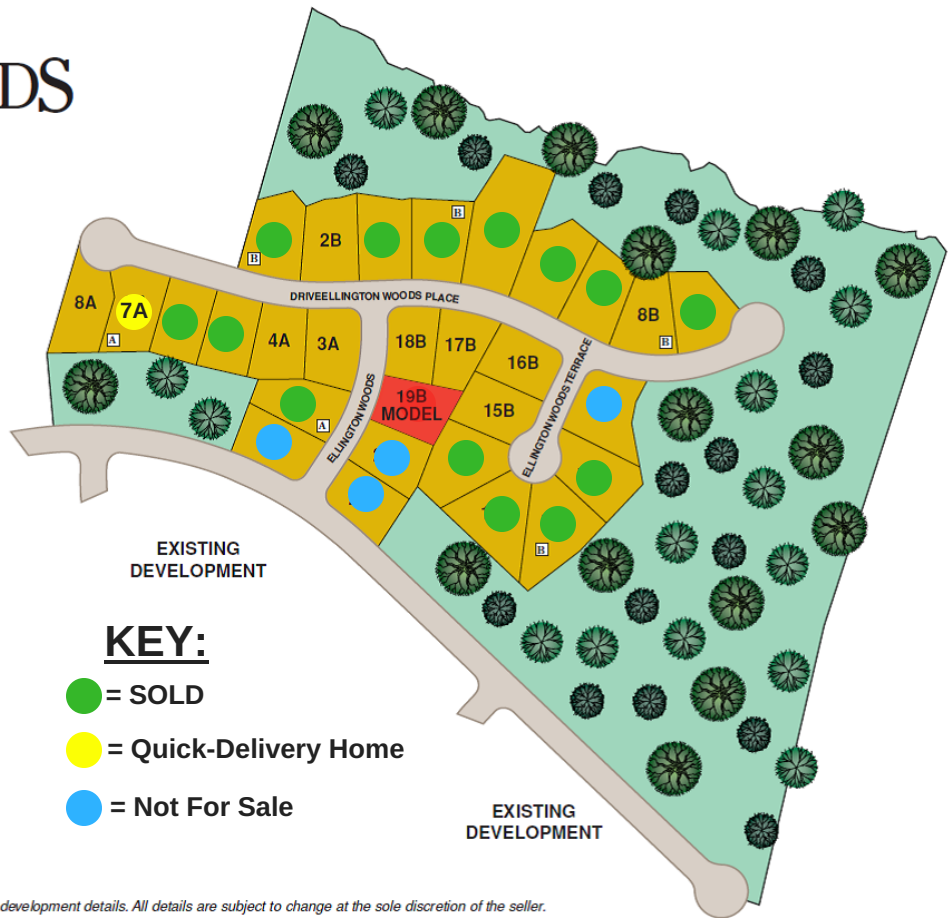 DS
B
B
2B
8A
7A
A
DRIVEELLINGTON WOODS PLACE
8B
B
4A
3A
18B
17B
16B
19B
MODEL
15B
A
ELLINGTON WOODS
ELLINGTON WOODS TERRACE
B
EXISTING
DEVELOPMENT
KEY:
= SOLD
= Quick-Delivery Home
= Not For Sale
EXISTING
DEVELOPMENT
development details. All details are subject to change at the sole discretion of the seller.